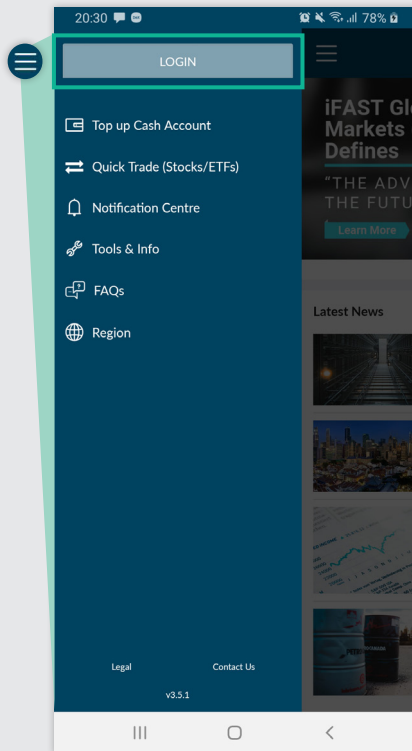 20:30
78%
LOGIN
Top up Cash Account
Quick Trade (Stocks/ETFs)
Notification Centre
Tools & Info
FAQs
Region
Legal
Contact Us
v3.5.1
iFAST Gl
Markets
Defines
“THE ADV
THE FUTU
Learn More
Latest News